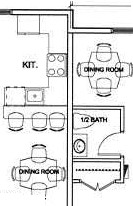 KIT.
DINING ROOM
1/2 BATH
DINING ROOM